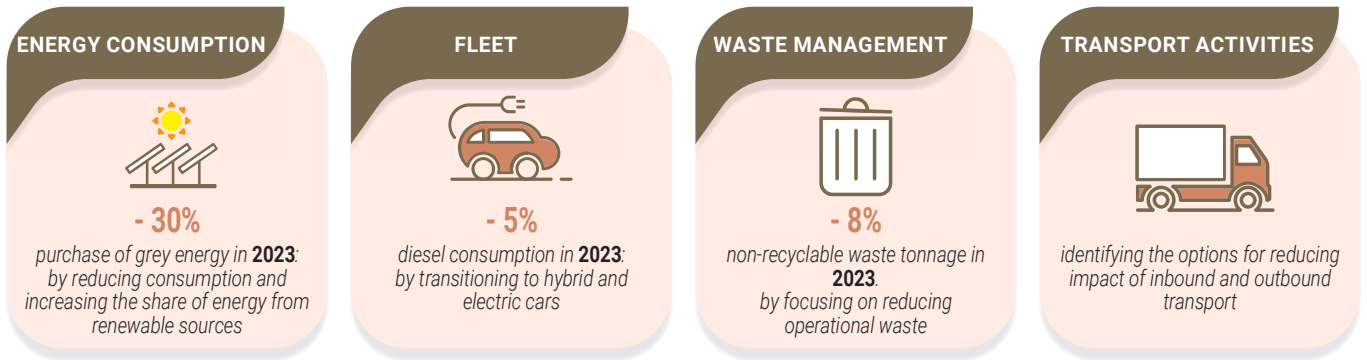 ENERGY CONSUMPTION
- 30%
purchase of grey energy in 2023:
by reducing consumption and
increasing the share of energy from
renewable sources
FLEET
- 5%
diesel consumption in 2023:
by transitioning to hybrid and
electric cars
WASTE MANAGEMENT
- 8%
non-recyclable waste tonnage in
2023.
by focusing on reducing
operational waste
TRANSPORT ACTIVITIES
identifying the options for reducing
impact of inbound and outbound
transport